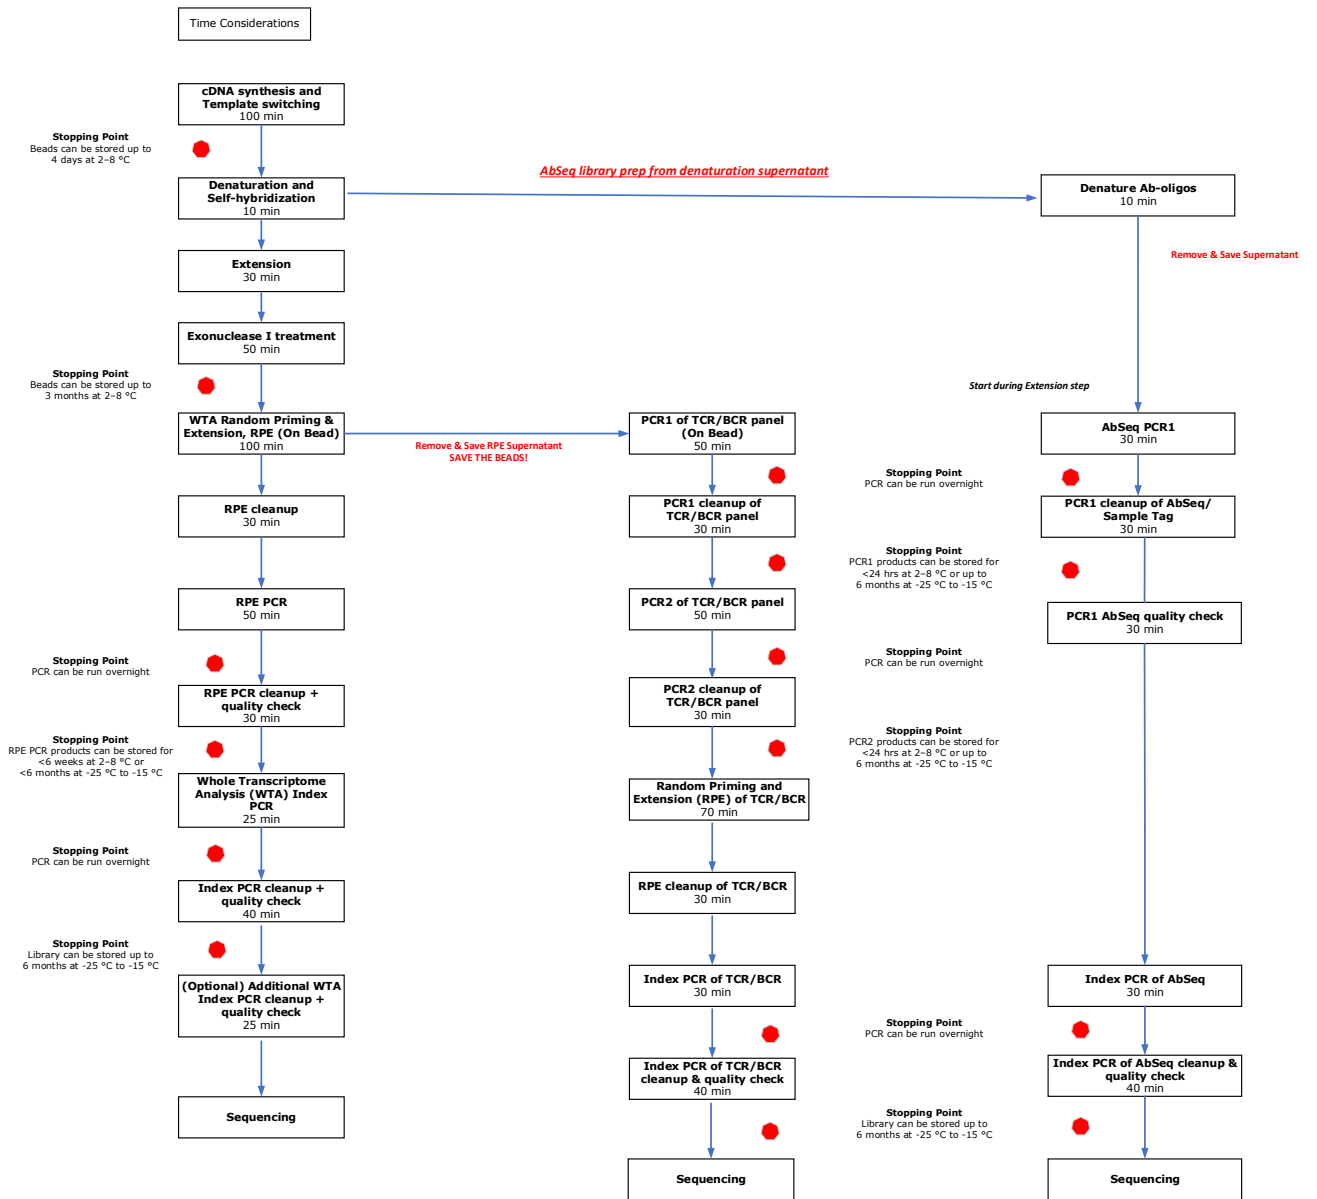 Time Considerations
cDNA synthesis and
Template switching
100 min
Stopping Point
Beads can be stored up to
4 days at 2–8 °C
AbSeq library prep from denaturation supernatant
Denaturation and
Self-hybridization
10 min
Denature Ab-oligos
10 min
Remove & Save Supernatant
Extension
30 min
Exonuclease I treatment
50 min
Stopping Point
Beads can be stored up to
3 months at 2–8 °C
Start during Extension step
WTA Random Priming &
Extension, RPE (On Bead)
100 min
Remove & Save RPE Supernatant
SAVE THE BEADS!
PCR1 of TCR/BCR panel
(On Bead)
50 min
AbSeq PCR1
30 min
Stopping Point
PCR can be run overnight
RPE cleanup
30 min
PCR1 cleanup of
TCR/BCR panel
30 min
PCR1 cleanup of AbSeq/
Sample Tag
30 min
Stopping Point
PCR1 products can be stored for
<24 hrs at 2–8 °C or up to
6 months at -25 °C to -15 °C
RPE PCR
50 min
PCR2 of TCR/BCR panel
50 min
PCR1 AbSeq quality check
30 min
Stopping Point
PCR can be run overnight
Stopping Point
PCR can be run overnight
RPE PCR cleanup +
quality check
30 min
PCR2 cleanup of
TCR/BCR panel
30 min
Stopping Point
RPE PCR products can be stored for
<6 weeks at 2–8 °C or
<6 months at -25 °C to -15 °C
Stopping Point
PCR2 products can be stored for
<24 hrs at 2–8 °C or up to
6 months at -25 °C to -15 °C
Whole Transcriptome
Analysis (WTA) Index
PCR
25 min
Random Priming and
Extension (RPE) of TCR/BCR
70 min
Stopping Point
PCR can be run overnight
Index PCR cleanup +
quality check
40 min
RPE cleanup of TCR/BCR
30 min
Stopping Point
Library can be stored up to
6 months at -25 °C to -15 °C
(Optional) Additional WTA
Index PCR cleanup +
quality check
25 min
Index PCR of TCR/BCR
30 min
Index PCR of AbSeq
30 min
Stopping Point
PCR can be run overnight
Index PCR of TCR/BCR
cleanup & quality check
40 min
Index PCR of AbSeq cleanup &
quality check
40 min
Sequencing
Stopping Point
Library can be stored up to
6 months at -25 °C to -15 °C
Sequencing
Sequencing